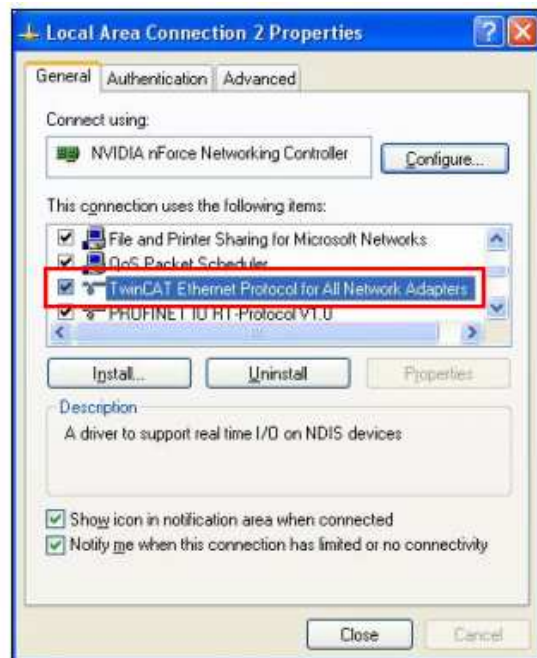 Local Area Connection 2 Properties
General Authentication Advanced
Connect using:
NVIDIA nForce Networking Controller
Configure...
This connection uses the following items:
File and Printer Sharing for Microsoft Networks
QoS Packet Scheduler
TwinCAT Ethernet Protocol for All Network Adapters
PROFINET IO RT-Protocol V1.0
Install... Uninstall Properties
Description
A driver to support real time I/O on NDIS devices
Show icon in notification area when connected
Notify me when this connection has limited or no connectivity
Close Cancel